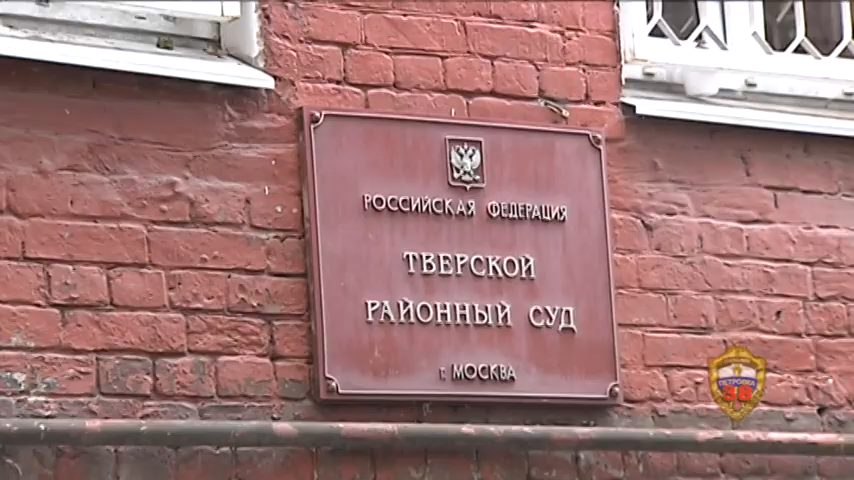 РОССИЙСКАЯ ФЕДЕРАЦИЯ
ТВЕРСКОЙ
РАЙОННЫЙ СУД
г. МОСКВА
ПЕТРОВКА
38